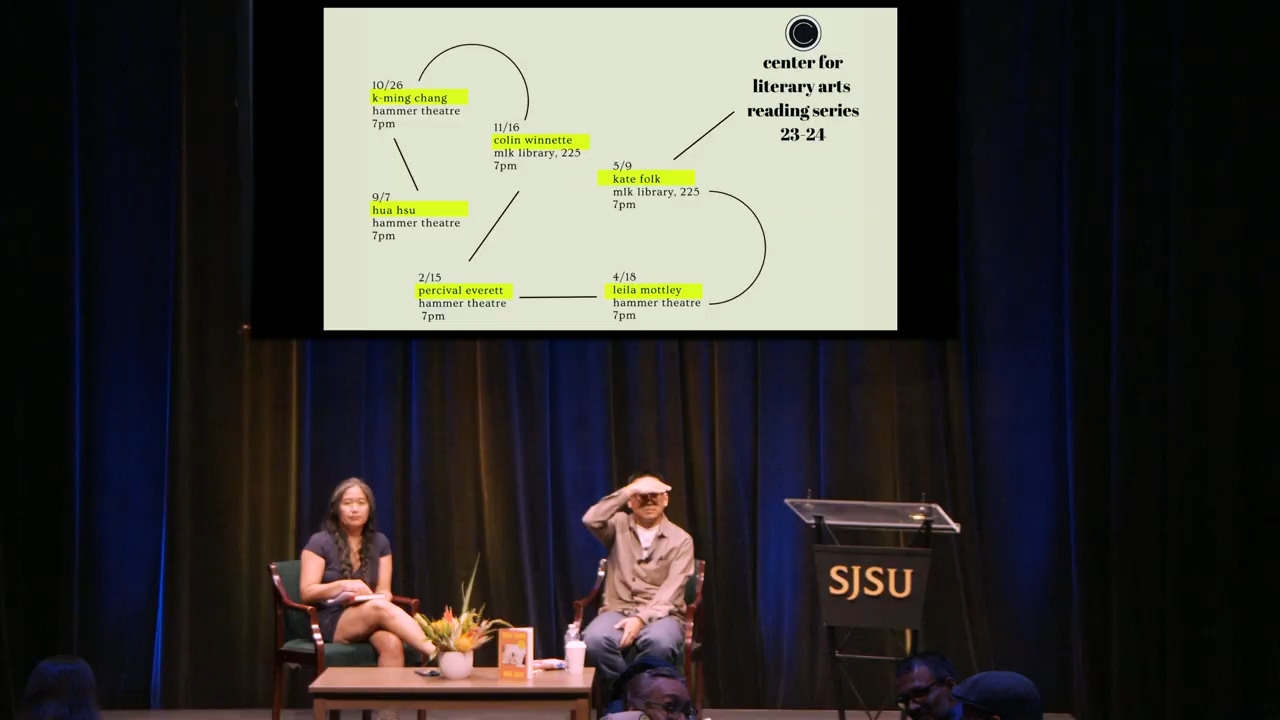 center for
literary arts
reading series
23-24
10/26
k-ming chang
hammer theatre
7pm
11/16
colin winnette
mlk library, 225
7pm
5/9
kate folk
mlk library, 225
7pm
9/7
hua hsu
hammer theatre
7pm
2/15
percival everett
hammer theatre
7pm
4/18
leila mottley
hammer theatre
7pm
SJSU